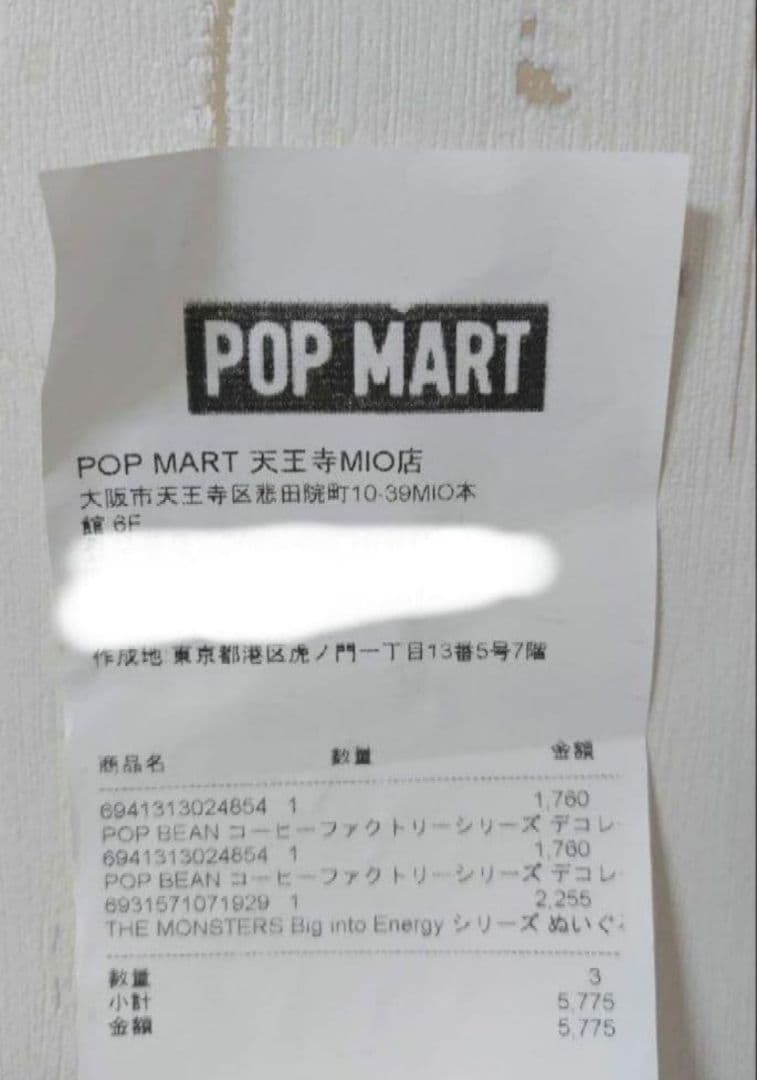 POP MART
POP MART 天王寺MIO店
大阪市天王寺区悲田院町10-39MIO本
館 6F
作成地 東京都港区虎ノ門一丁目13番5号7階
商品名 数量 金額
6941313024854 1 1,760
POP BEAN コーヒーファクトリーシリーズ デコレ
6941313024854 1 1,760
POP BEAN コーヒーファクトリーシリーズ デコレ
6931571071929 1 2,255
THE MONSTERS Big into Energy シリーズ ぬいぐ
数量 3
小計 5,775
金額 5,775